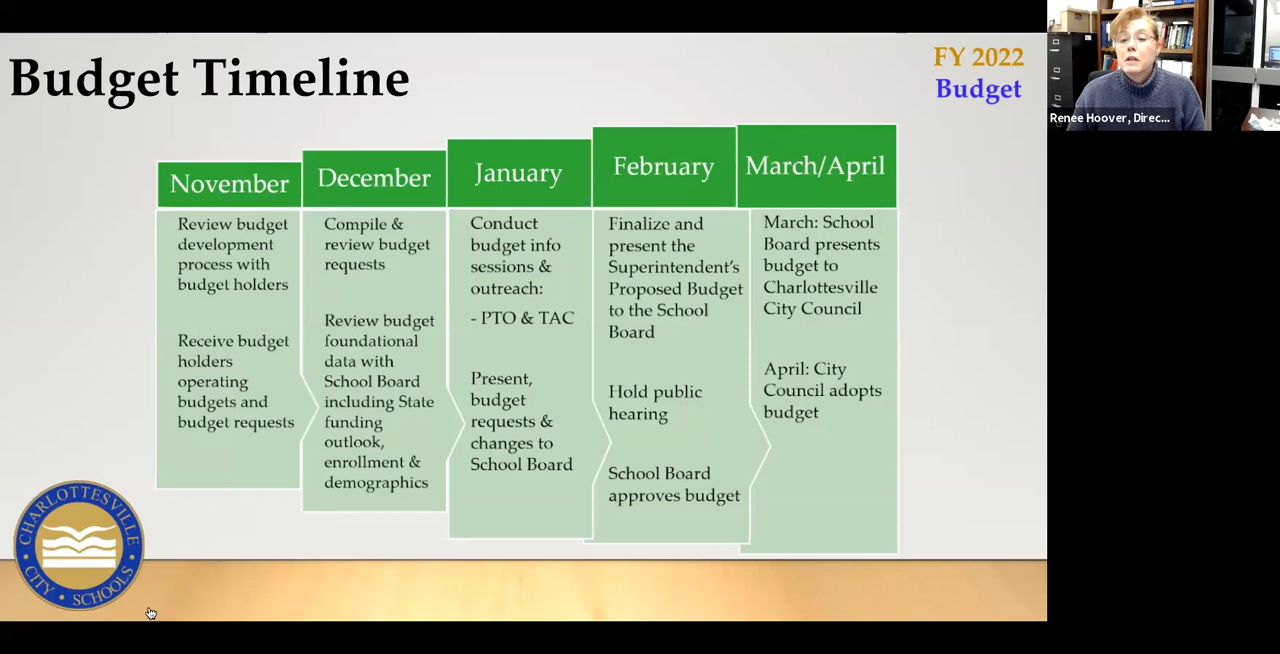 Budget Timeline
FY 2022
Budget
Renee Hoover, Direc...
November
Review budget
development
process with
budget holders
Receive budget
holders
operating
budgets and
budget requests
December
Compile &
review budget
requests
Review budget
foundational
data with
School Board
including State
funding
outlook,
enrollment &
demographics
January
Conduct
budget info
sessions &
outreach:
- PTO & TAC
Present,
budget
requests &
changes to
School Board
February
Finalize and
present the
Superintendent's
Proposed Budget
to the School
Board
Hold public
hearing
School Board
approves budget
March/April
March: School
Board presents
budget to
Charlottesville
City Council
April: City
Council adopts
budget
CHARLOTTESVILLE
CITY • SCHOOLS